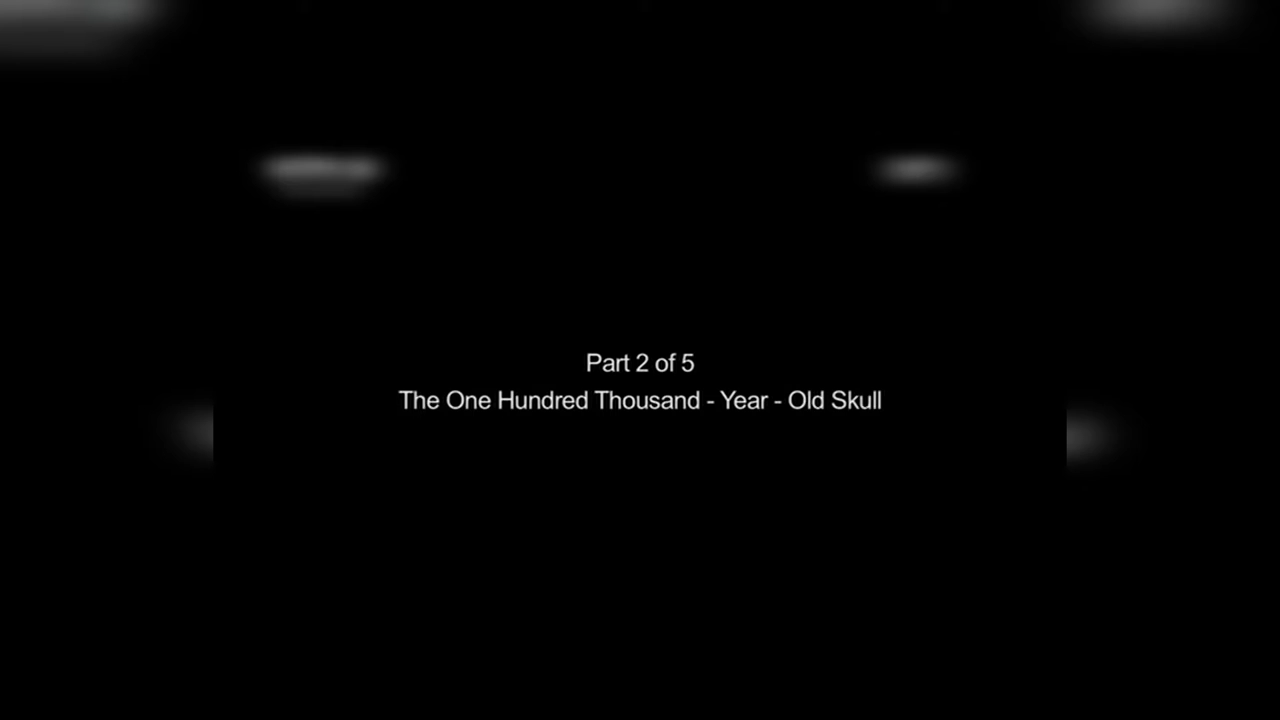 Part 2 of 5
The One Hundred Thousand - Year - Old Skull